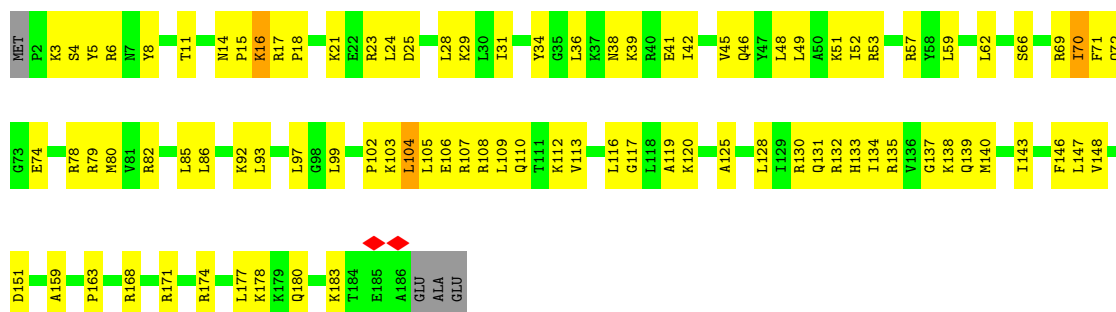 MET P2 K3 S4 Y5 R6 N7 Y8 T11 N14 P15 K16 R17 P18 K21 E22 R23 L24 D25 L28 K29 L30 I31 Y34 G35 L36 K37 N38 K39 R40 E41 I42 V45 Q46 Y47 L48 L49 A50 K51 I52 R53 R57 Y58 L59 L62 S66 R69 I70 F71
G73 E74 R78 R79 M80 V81 R82 L85 L86 K92 L93 L97 G98 L99 P102 K103 L104 L105 E106 R107 R108 L109 Q110 T111 K112 V113 L116 G117 L118 A119 K120 A125 L128 I129 R130 Q131 R132 H133 I134 R135 V136 G137 K138 Q139 M140 I143 F146 L147 V148
D151 A159 P163 R168 R171 R174 L177 K178 K179 Q180 K183 T184 E185 A186 GLU ALA GLU